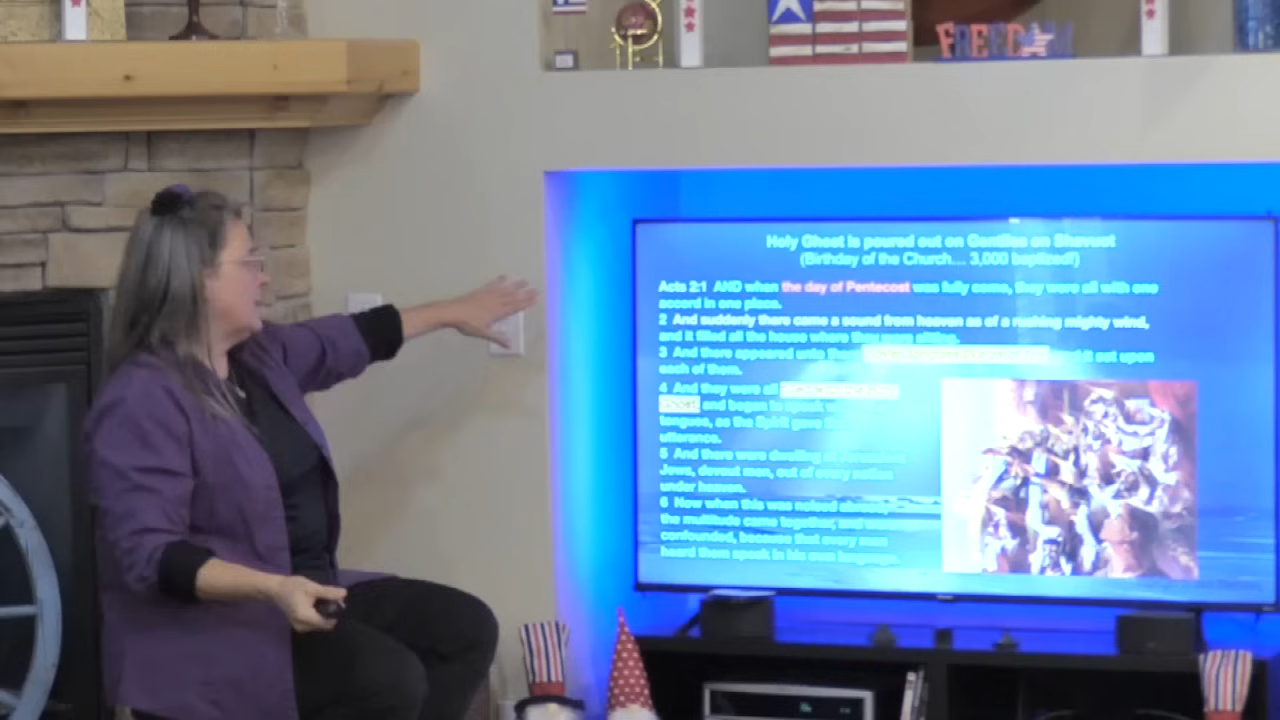 FREEDOM
Holy Ghost is poured out on Gentiles on Shavuot
(Birthday of the Church... 3,000 baptized!)
Acts 2:1 AND when the day of Pentecost was fully come, they were all with one
accord in one place.
2 And suddenly there came a sound from heaven as of a rushing mighty wind,
and it filled all the house where they were sitting.
3 And there appeared unto them and it sat upon
each of them.
4 And they were all
Ghost, and began to speak
tongues, as the Spirit gave
utterance.
5 And there were dwelling
Jews, devout men, out of every nation
under heaven.
6 Now when this was noised abroad,
the multitude came together, and were
confounded, because that every man
heard them speak in his own language.